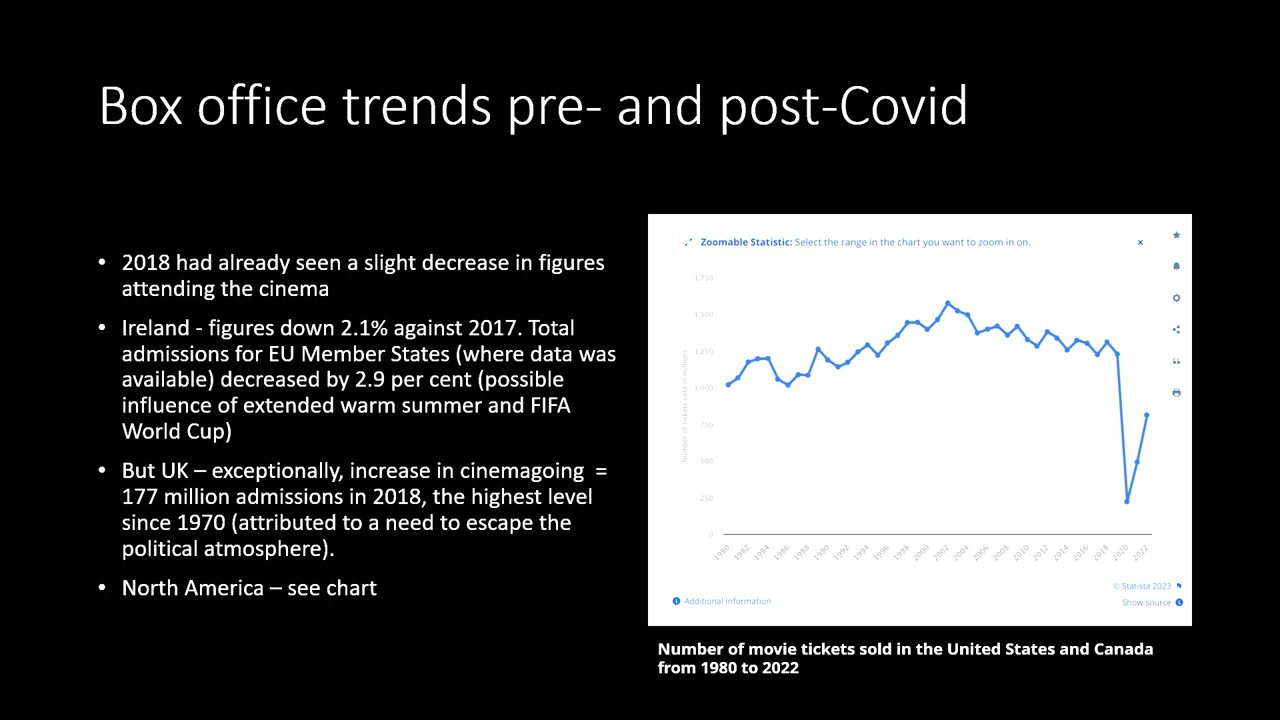 Box office trends pre- and post-Covid
• 2018 had already seen a slight decrease in figures
attending the cinema
• Ireland - figures down 2.1% against 2017. Total
admissions for EU Member States (where data was
available) decreased by 2.9 per cent (possible
influence of extended warm summer and FIFA
World Cup)
• But UK – exceptionally, increase in cinemagoing =
177 million admissions in 2018, the highest level
since 1970 (attributed to a need to escape the
political atmosphere).
• North America – see chart
Zoomable Statistic: Select the range in the chart you want to zoom in on.
Number of tickets sold in millions
1,750
1,500
1,250
1,000
750
500
250
0
1980 1982 1984 1986 1988 1990 1992 1994 1996 1998 2000 2002 2004 2006 2008 2010 2012 2014 2016 2018 2020 2022
© Statista 2023
Additional Information
Show source
Number of movie tickets sold in the United States and Canada
from 1980 to 2022